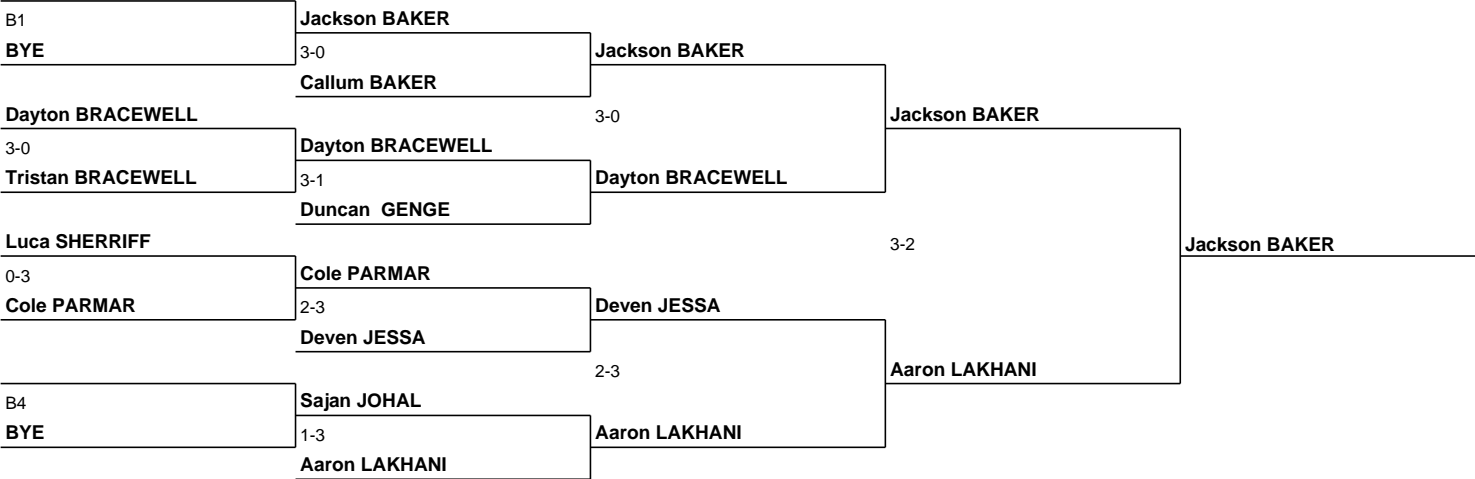 B1
BYE
Jackson BAKER
3-0
Callum BAKER
Jackson BAKER
Dayton BRACEWELL
3-0
Tristan BRACEWELL
Dayton BRACEWELL
3-1
Duncan  GENGE
3-0
Dayton BRACEWELL
Jackson BAKER
Luca SHERRIFF
0-3
Cole PARMAR
Cole PARMAR
2-3
Deven JESSA
Deven JESSA
3-2
Jackson BAKER
B4
BYE
Sajan JOHAL
1-3
Aaron LAKHANI
2-3
Aaron LAKHANI
Aaron LAKHANI